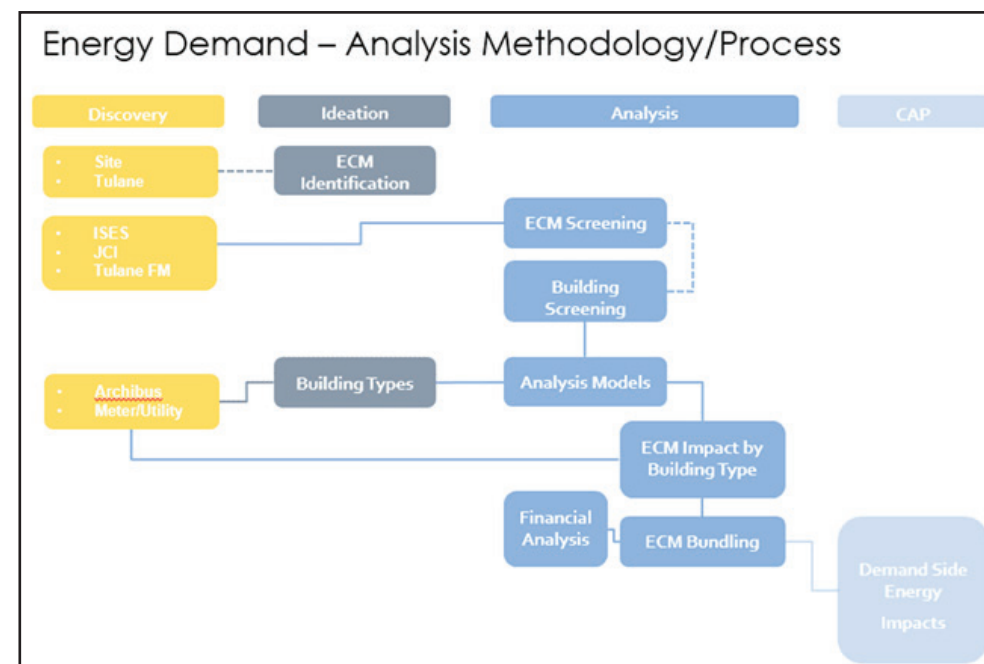 Energy Demand – Analysis Methodology/Process
Discovery
Ideation
Analysis
CAP
• Site
• Tulane
ECM
Identification
• ISES
• JCI
• Tulane FM
ECM Screening
Building
Screening
• Archibus
• Meter/Utility
Building Types
Analysis Models
ECM Impact by
Building Type
Financial
Analysis
ECM Bundling
Demand Side
Energy
Impacts